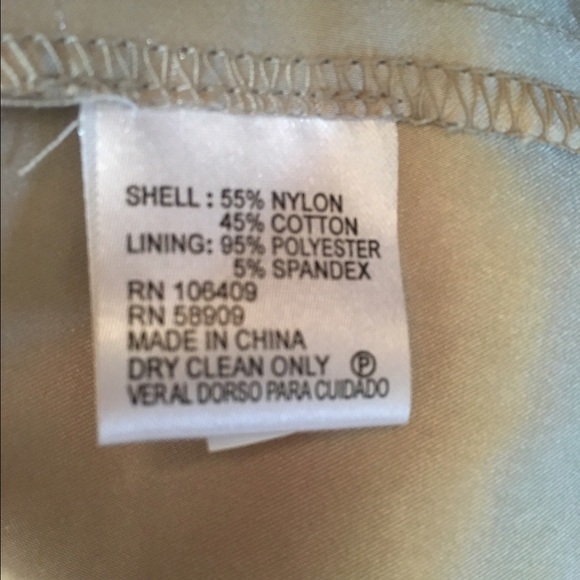 SHELL : 55% NYLON
45% COTTON
LINING: 95% POLYESTER
5% SPANDEX
RN 106409
RN 58909
MADE IN CHINA
DRY CLEAN ONLY Ⓟ
VER AL DORSO PARA CUIDADO